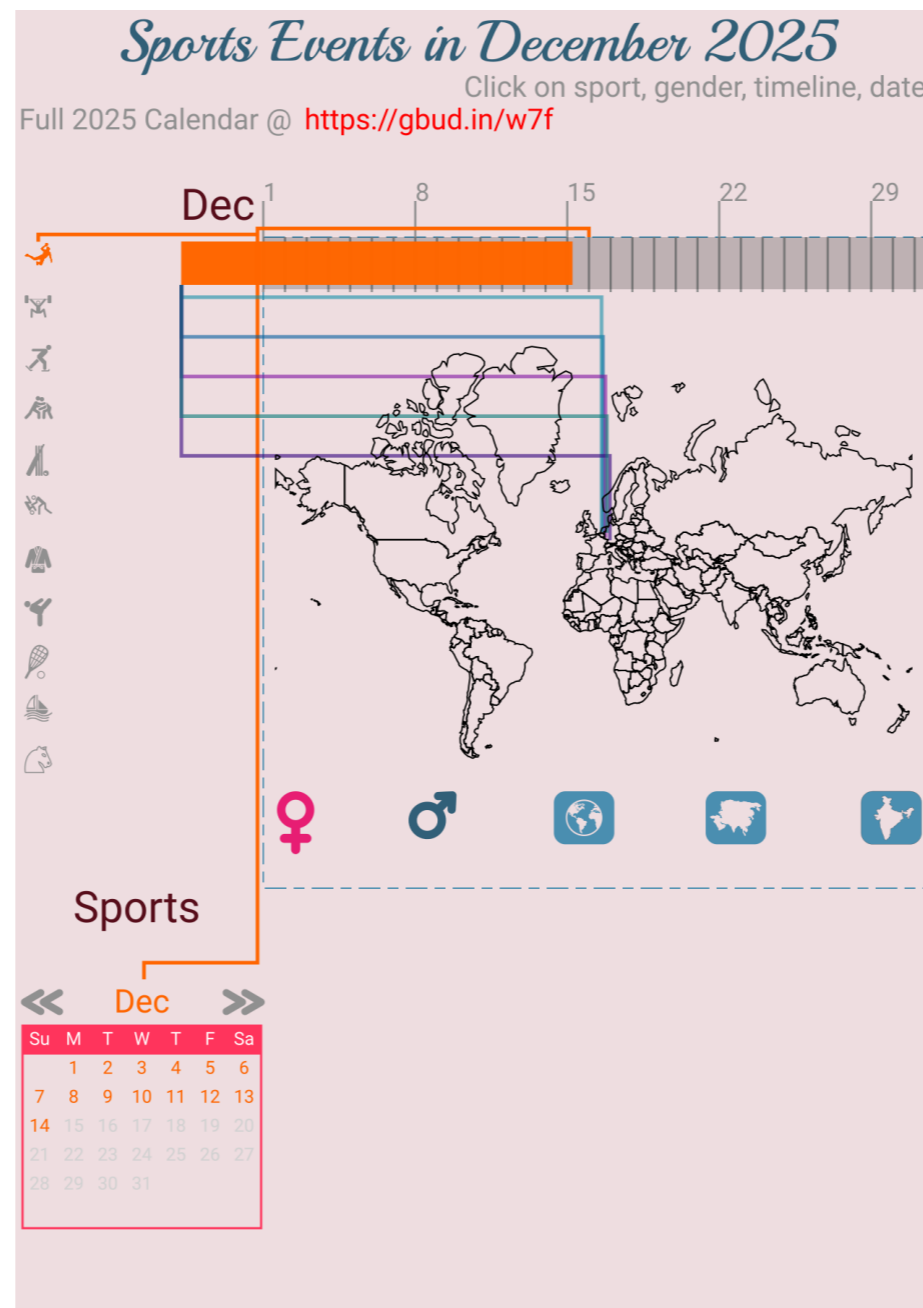 Sports Events in December 2025
Click on sport, gender, timeline, date
Full 2025 Calendar @ https://gbud.in/w7f
Dec 1 8 15 22 29
Sports
Dec
Su M T W T F Sa
1 2 3 4 5 6
7 8 9 10 11 12 13
14 15 16 17 18 19 20
21 22 23 24 25 26 27
28 29 30 31